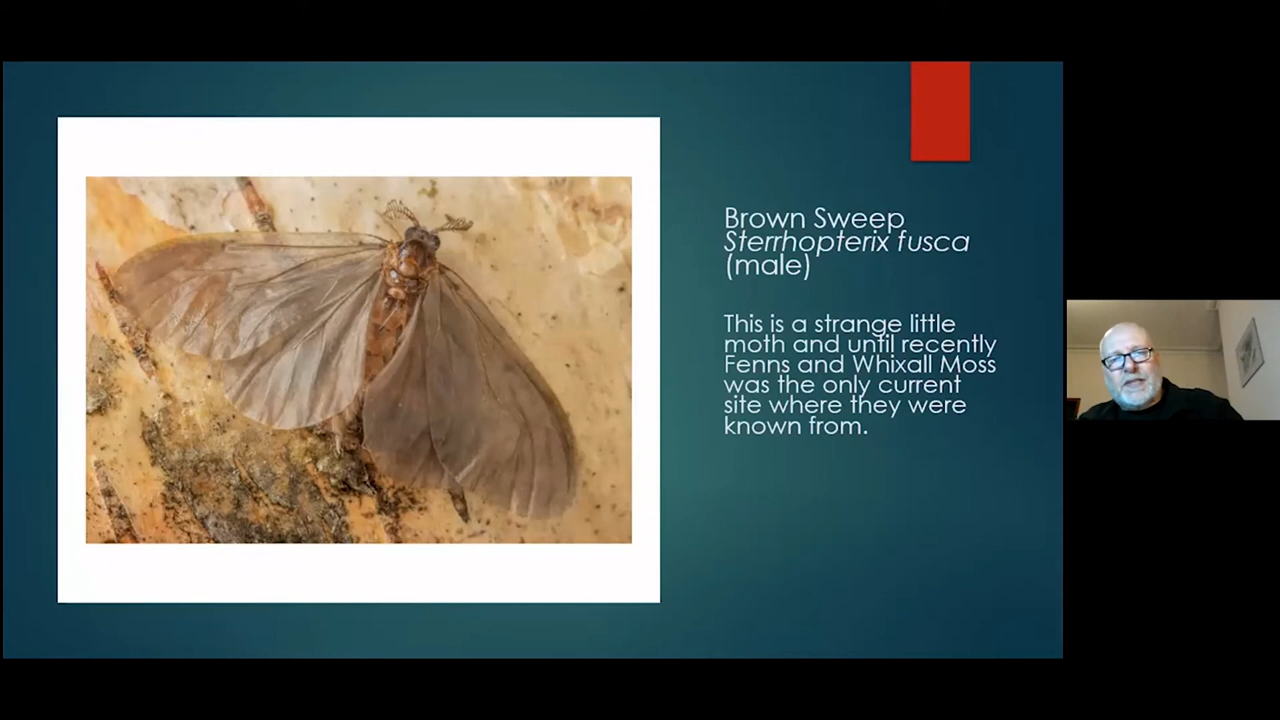 Brown Sweep
Sterrhopterix fusca
(male)
This is a strange little
moth and until recently
Fenns and Whixall Moss
was the only current
site where they were
known from.